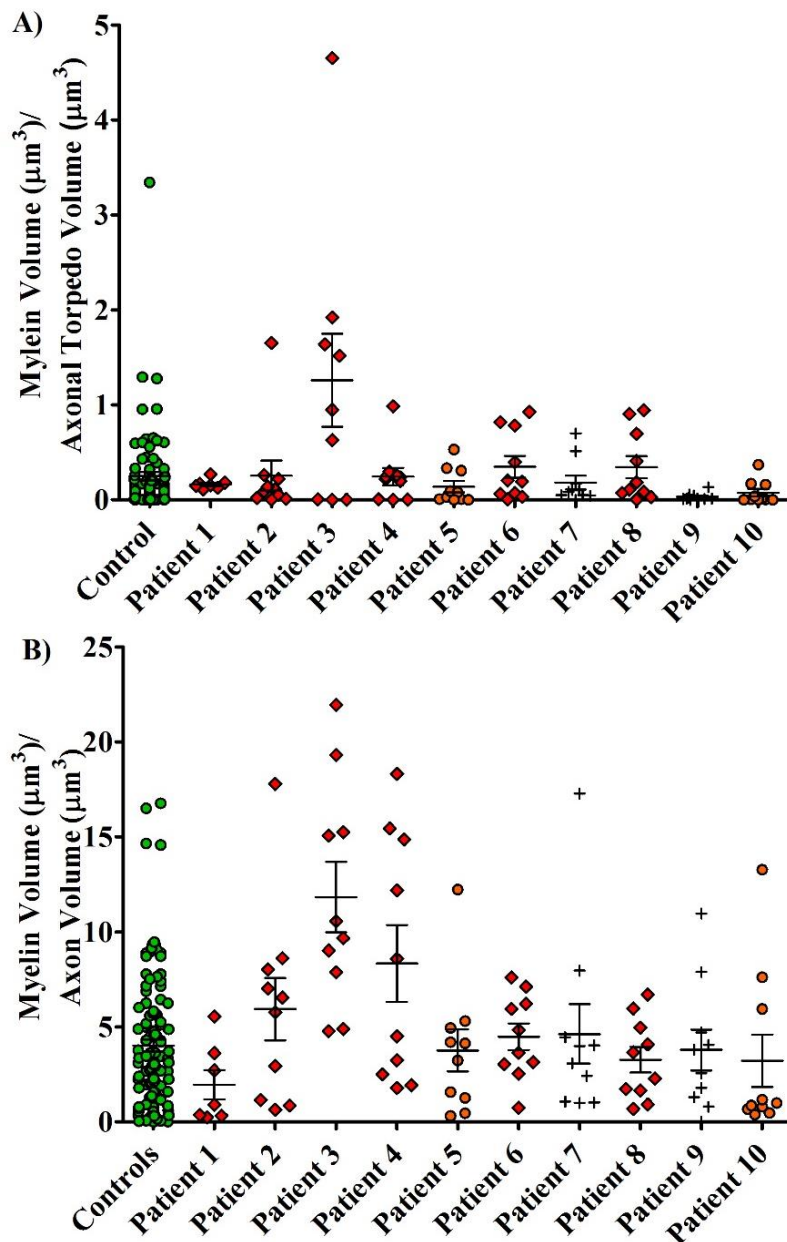 A)
Mylein Volume (μm³)/
Axonal Torpedo Volume (μm³)
5
4
3
2
1
0
Control
Patient 1
Patient 2
Patient 3
Patient 4
Patient 5
Patient 6
Patient 7
Patient 8
Patient 9
Patient 10
B)
Myelin Volume (μm³)/
Axon Volume (μm³)
25
20
15
10
5
0
Controls
Patient 1
Patient 2
Patient 3
Patient 4
Patient 5
Patient 6
Patient 7
Patient 8
Patient 9
Patient 10